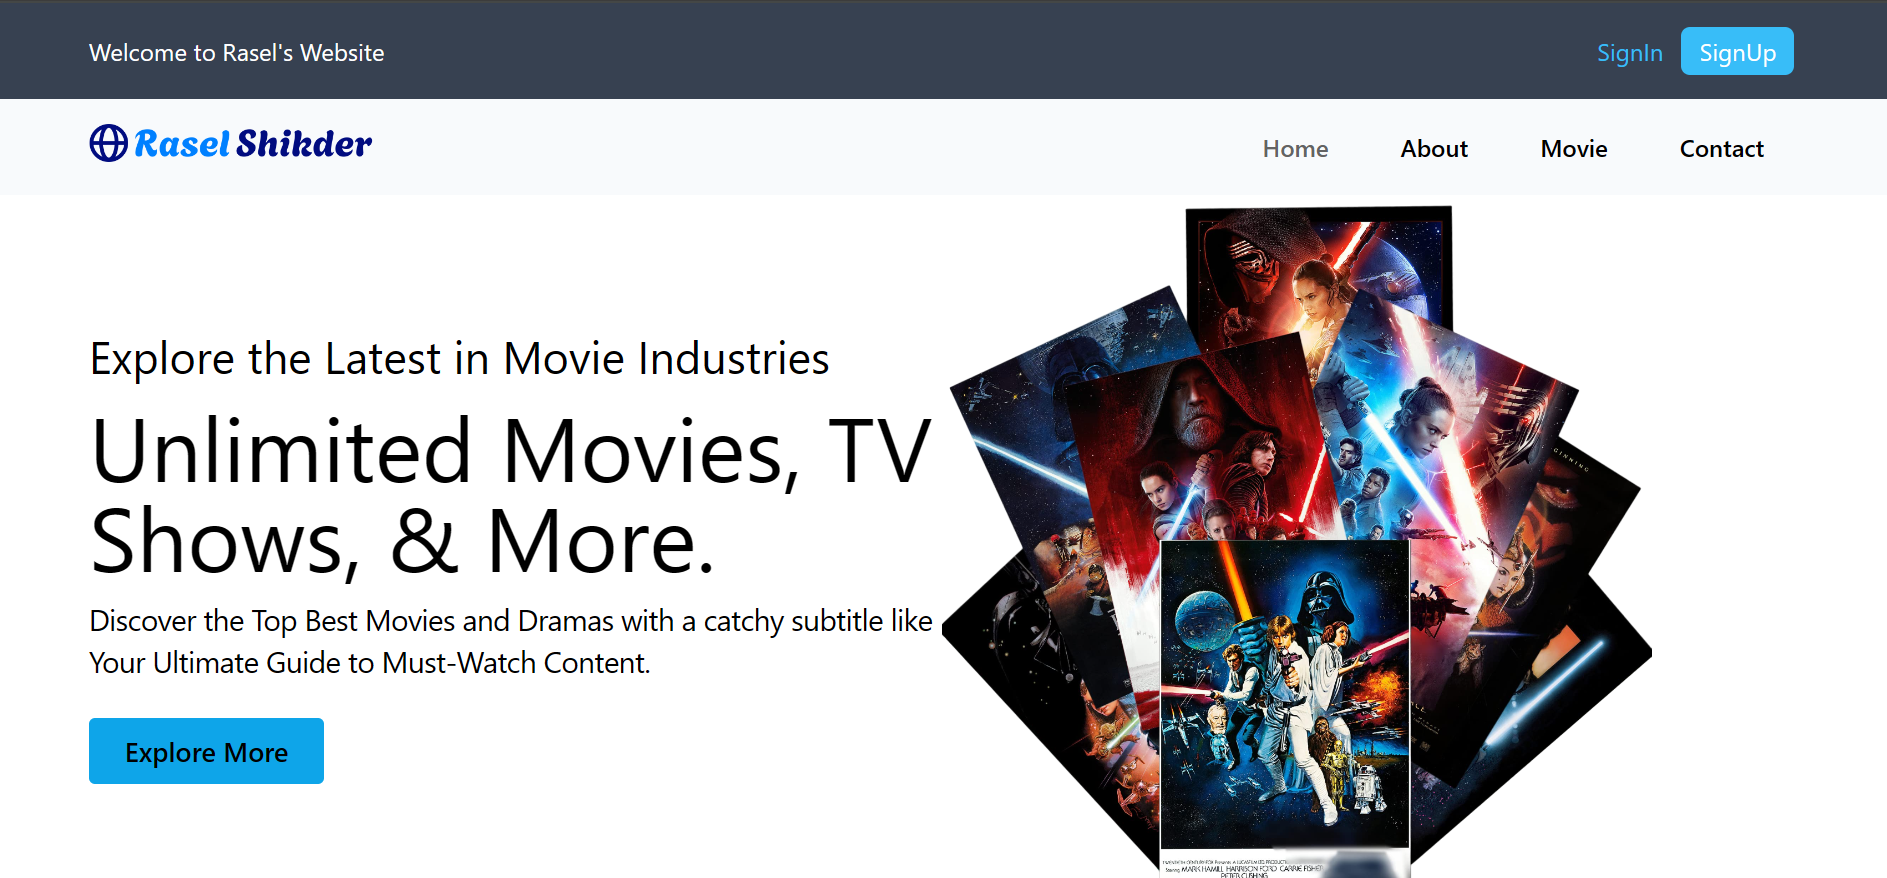 Welcome to Rasel's Website
SignIn
SignUp
Rasel Shikder
Home
About
Movie
Contact
Explore the Latest in Movie Industries
Unlimited Movies, TV
Shows, & More.
Discover the Top Best Movies and Dramas with a catchy subtitle like
Your Ultimate Guide to Must-Watch Content.
Explore More
GINNING
MARK HAMILL HARRISON FORD CARRIE FISHER
PETER CUSHING